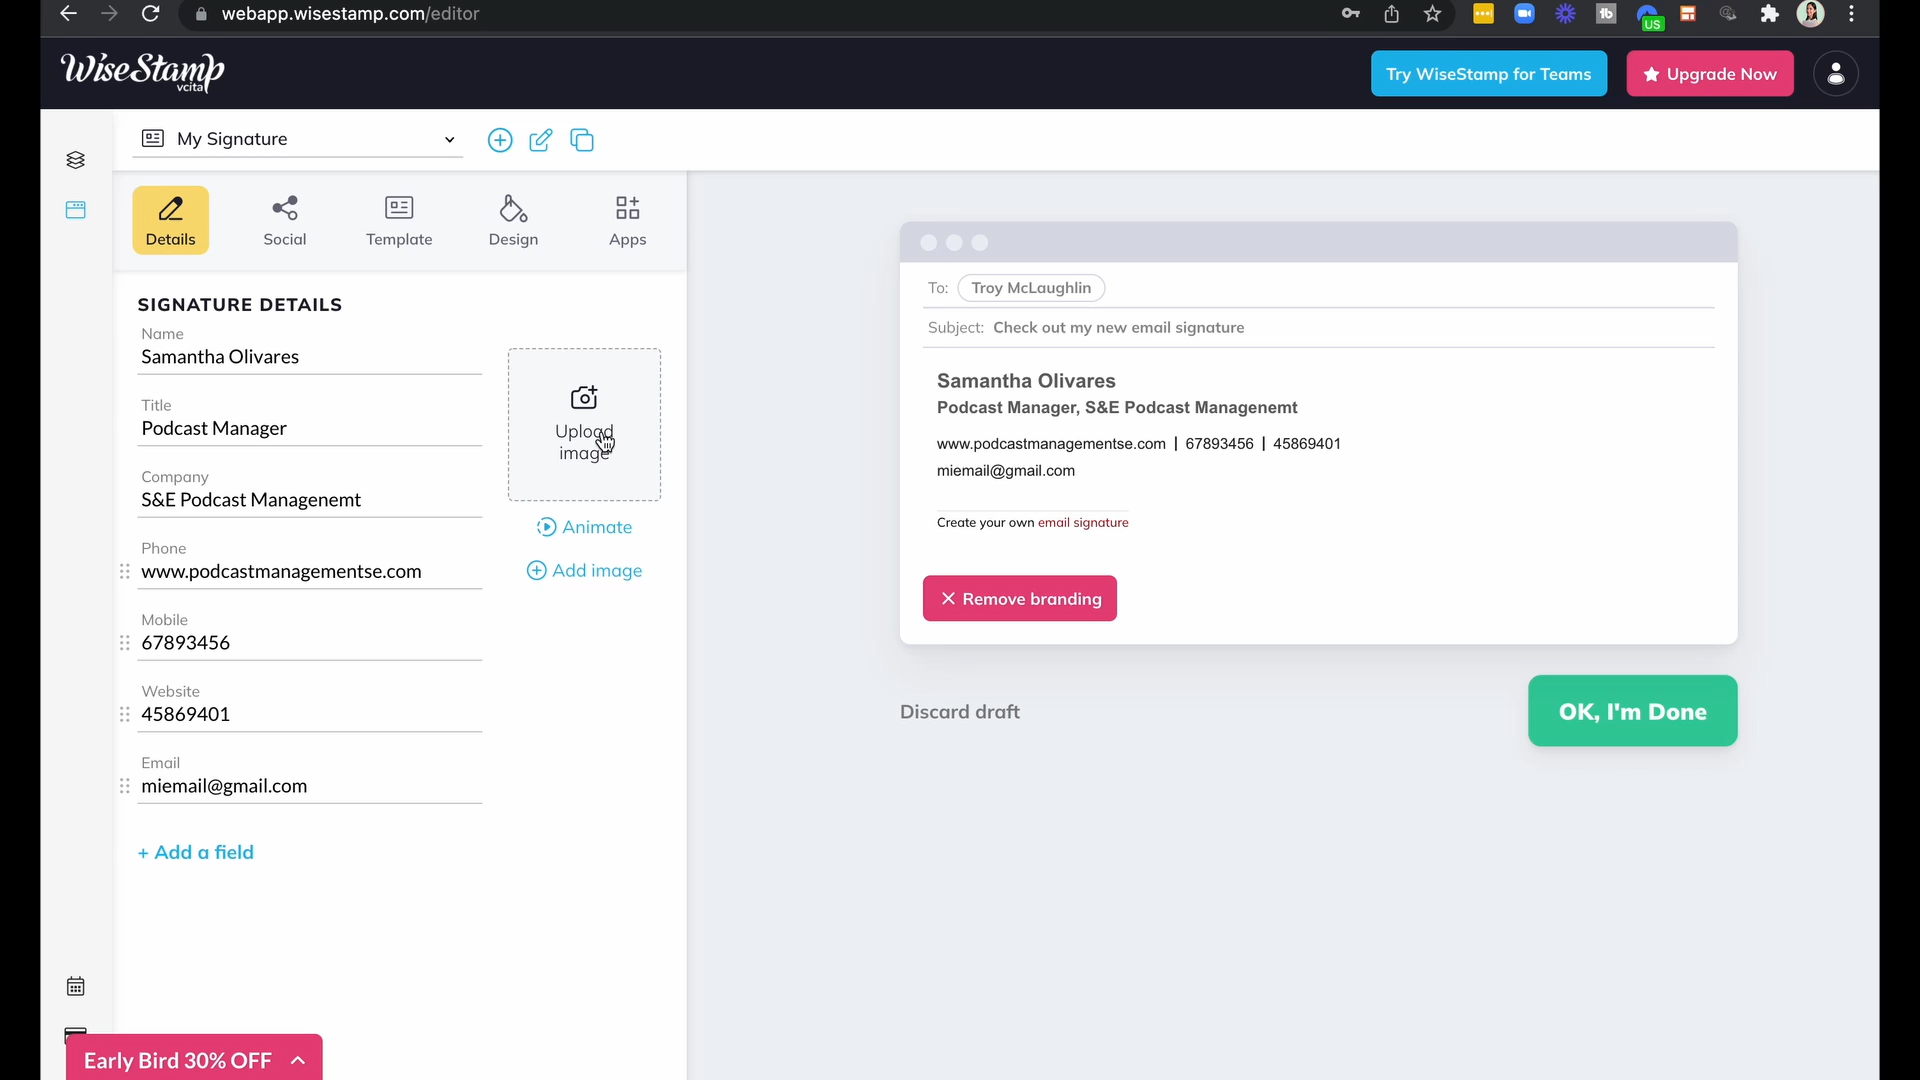 webapp.wisestamp.com/editor
US
WiseStamp
vcita
Try WiseStamp for Teams
Upgrade Now
My Signature
Details
Social
Template
Design
Apps
SIGNATURE DETAILS
Name
Samantha Olivares
Title
Podcast Manager
Company
S&E Podcast Managenemt
Phone
www.podcastmanagementse.com
Mobile
67893456
Website
45869401
Email
miemail@gmail.com
+ Add a field
Upload
image
Animate
Add image
To: Troy McLaughlin
Subject: Check out my new email signature
Samantha Olivares
Podcast Manager, S&E Podcast Managenemt
www.podcastmanagementse.com | 67893456 | 45869401
miemail@gmail.com
Create your own email signature
Remove branding
Discard draft
OK, I'm Done
Early Bird 30% OFF